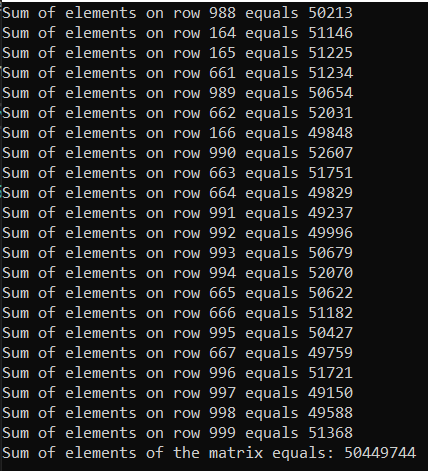 Sum of elements on row 988 equals 50213
Sum of elements on row 164 equals 51146
Sum of elements on row 165 equals 51225
Sum of elements on row 661 equals 51234
Sum of elements on row 989 equals 50654
Sum of elements on row 662 equals 52031
Sum of elements on row 166 equals 49848
Sum of elements on row 990 equals 52607
Sum of elements on row 663 equals 51751
Sum of elements on row 664 equals 49829
Sum of elements on row 991 equals 49237
Sum of elements on row 992 equals 49996
Sum of elements on row 993 equals 50679
Sum of elements on row 994 equals 52070
Sum of elements on row 665 equals 50622
Sum of elements on row 666 equals 51182
Sum of elements on row 995 equals 50427
Sum of elements on row 667 equals 49759
Sum of elements on row 996 equals 51721
Sum of elements on row 997 equals 49150
Sum of elements on row 998 equals 49588
Sum of elements on row 999 equals 51368
Sum of elements of the matrix equals: 50449744